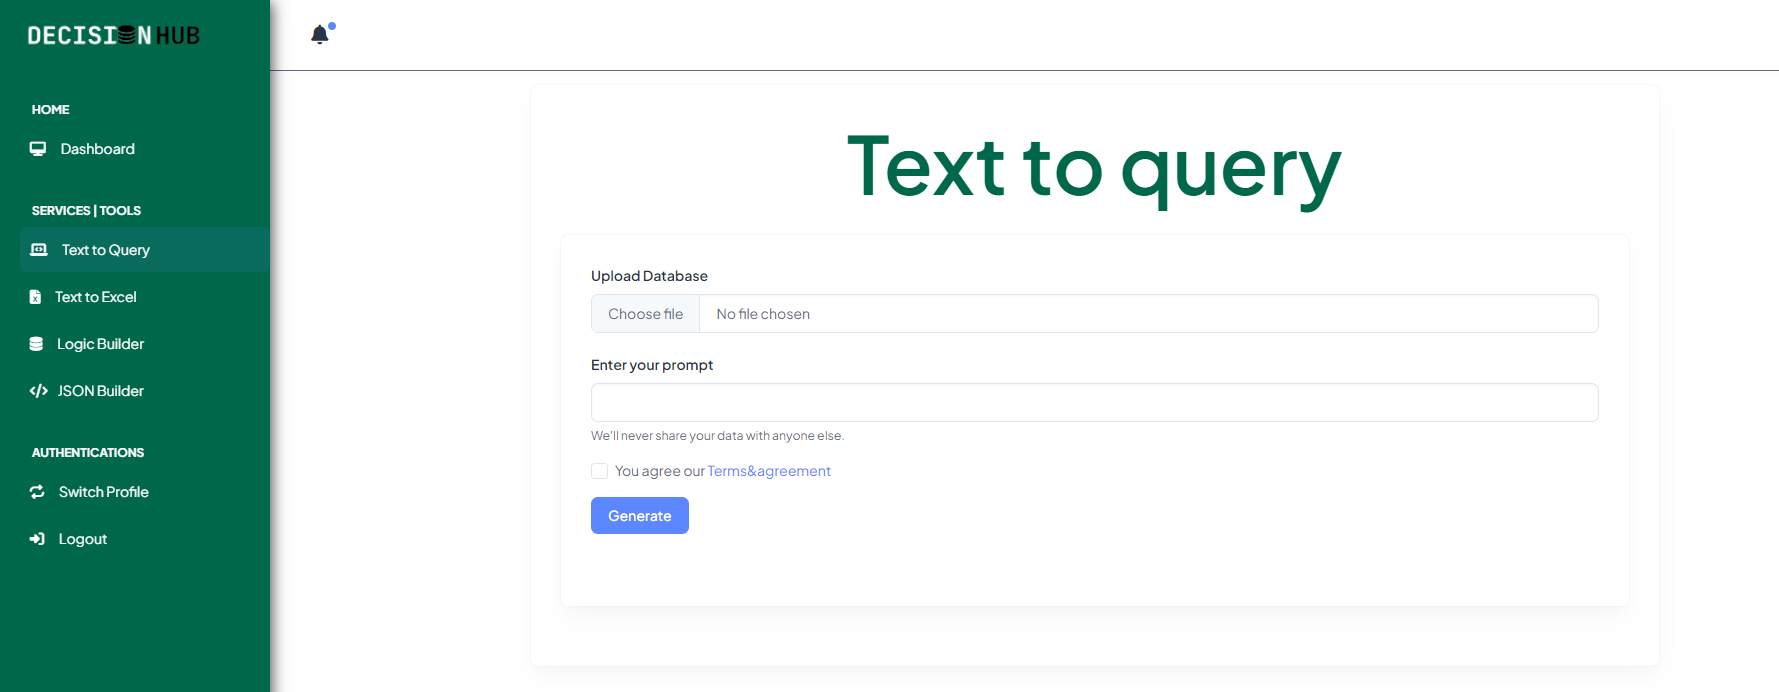 DECISION HUB
HOME
Dashboard
SERVICES | TOOLS
Text to Query
Text to Excel
Logic Builder
JSON Builder
AUTHENTICATIONS
Switch Profile
Logout
Text to query
Upload Database
Choose file No file chosen
Enter your prompt
We'll never share your data with anyone else.
You agree our Terms&agreement
Generate